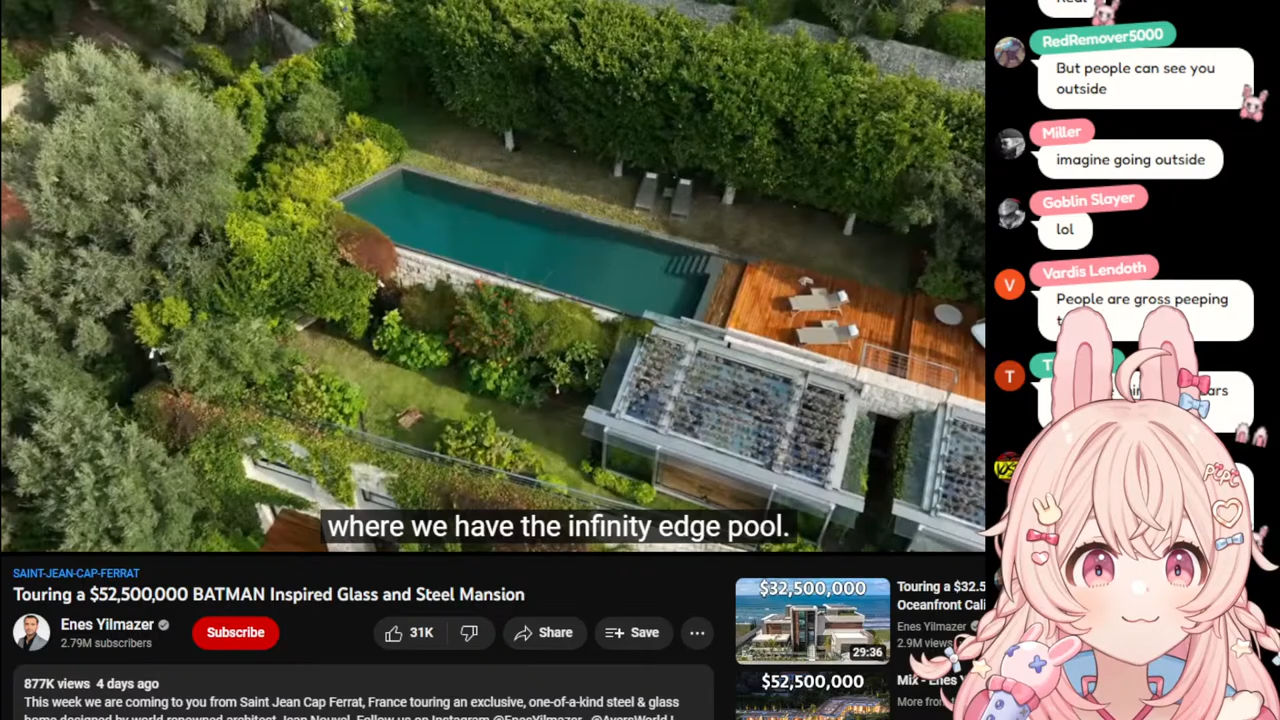 where we have the infinity edge pool.
SAINT-JEAN-CAP-FERRAT
Touring a $52,500,000 BATMAN Inspired Glass and Steel Mansion
Enes Yilmazer
2.79M subscribers
Subscribe
31K
Share
Save
877K views 4 days ago
This week we are coming to you from Saint Jean Cap Ferrat, France touring an exclusive, one-of-a-kind steel & glass
$32,500,000
29:36
Touring a $32.5
Oceanfront Cali
Enes Yilmazer
2.9M views
$52,500,000
Mix - Enes Y
More from
RedRemover5000
But people can see you
outside
Miller
imagine going outside
Goblin Slayer
lol
V
Vardis Lendoth
People are gross peeping
T
PiPi